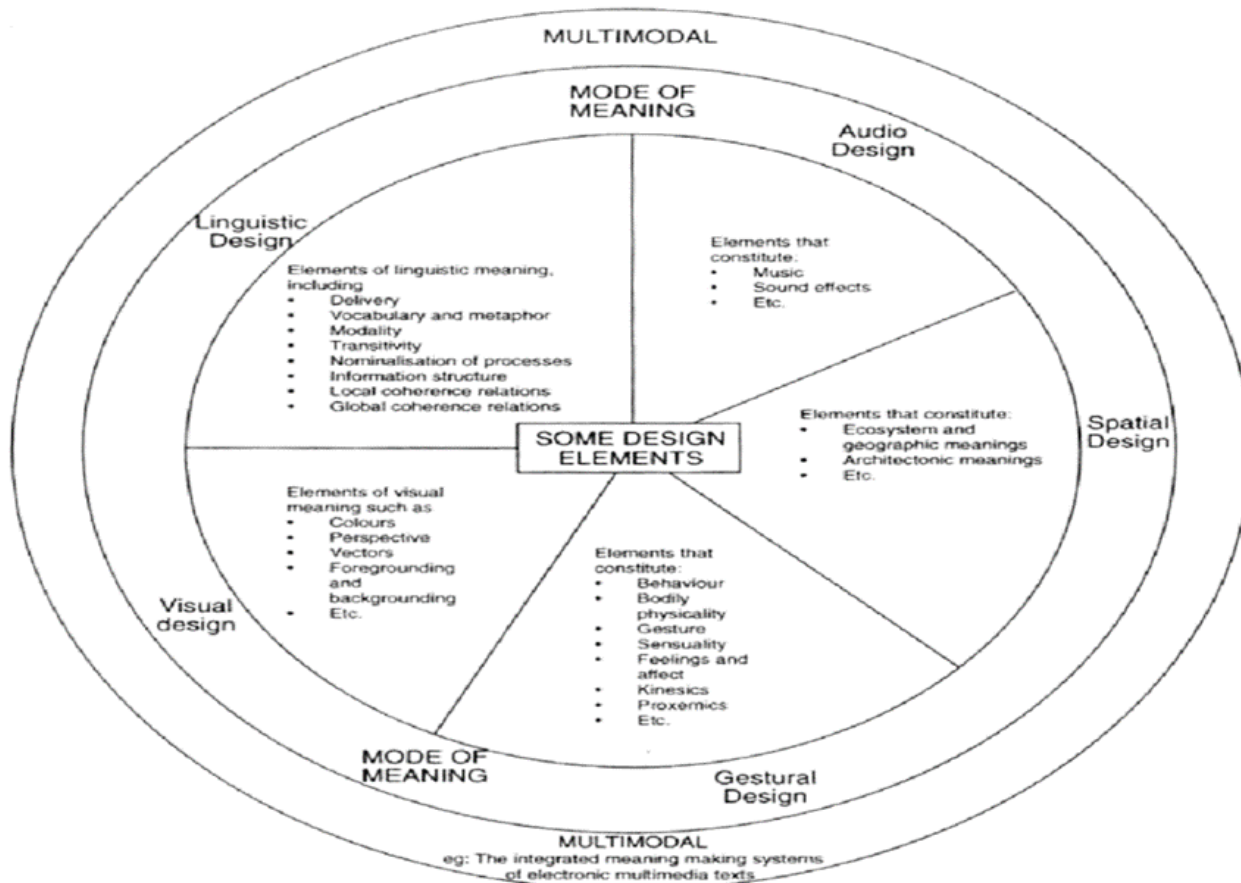 MULTIMODAL
MODE OF
MEANING
Audio
Design
Linguistic
Design
Elements of linguistic meaning,
including
• Delivery
• Vocabulary and metaphor
• Modality
• Transitivity
• Nominalisation of processes
• Information structure
• Local coherence relations
• Global coherence relations
Elements that
constitute:
• Music
• Sound effects
• Etc.
SOME DESIGN
ELEMENTS
Elements that constitute:
• Ecosystem and
geographic meanings
• Architectonic meanings
• Etc.
Spatial
Design
Elements of visual
meaning such as
• Colours
• Perspective
• Vectors
• Foregrounding
and
backgrounding
• Etc.
Visual
design
Elements that
constitute:
• Behaviour
• Bodily
physicality
• Gesture
• Sensuality
• Feelings and
affect
• Kinesics
• Proxemics
• Etc.
MODE OF
MEANING
Gestural
Design
MULTIMODAL
eg: The integrated meaning making systems
of electronic multimedia texts